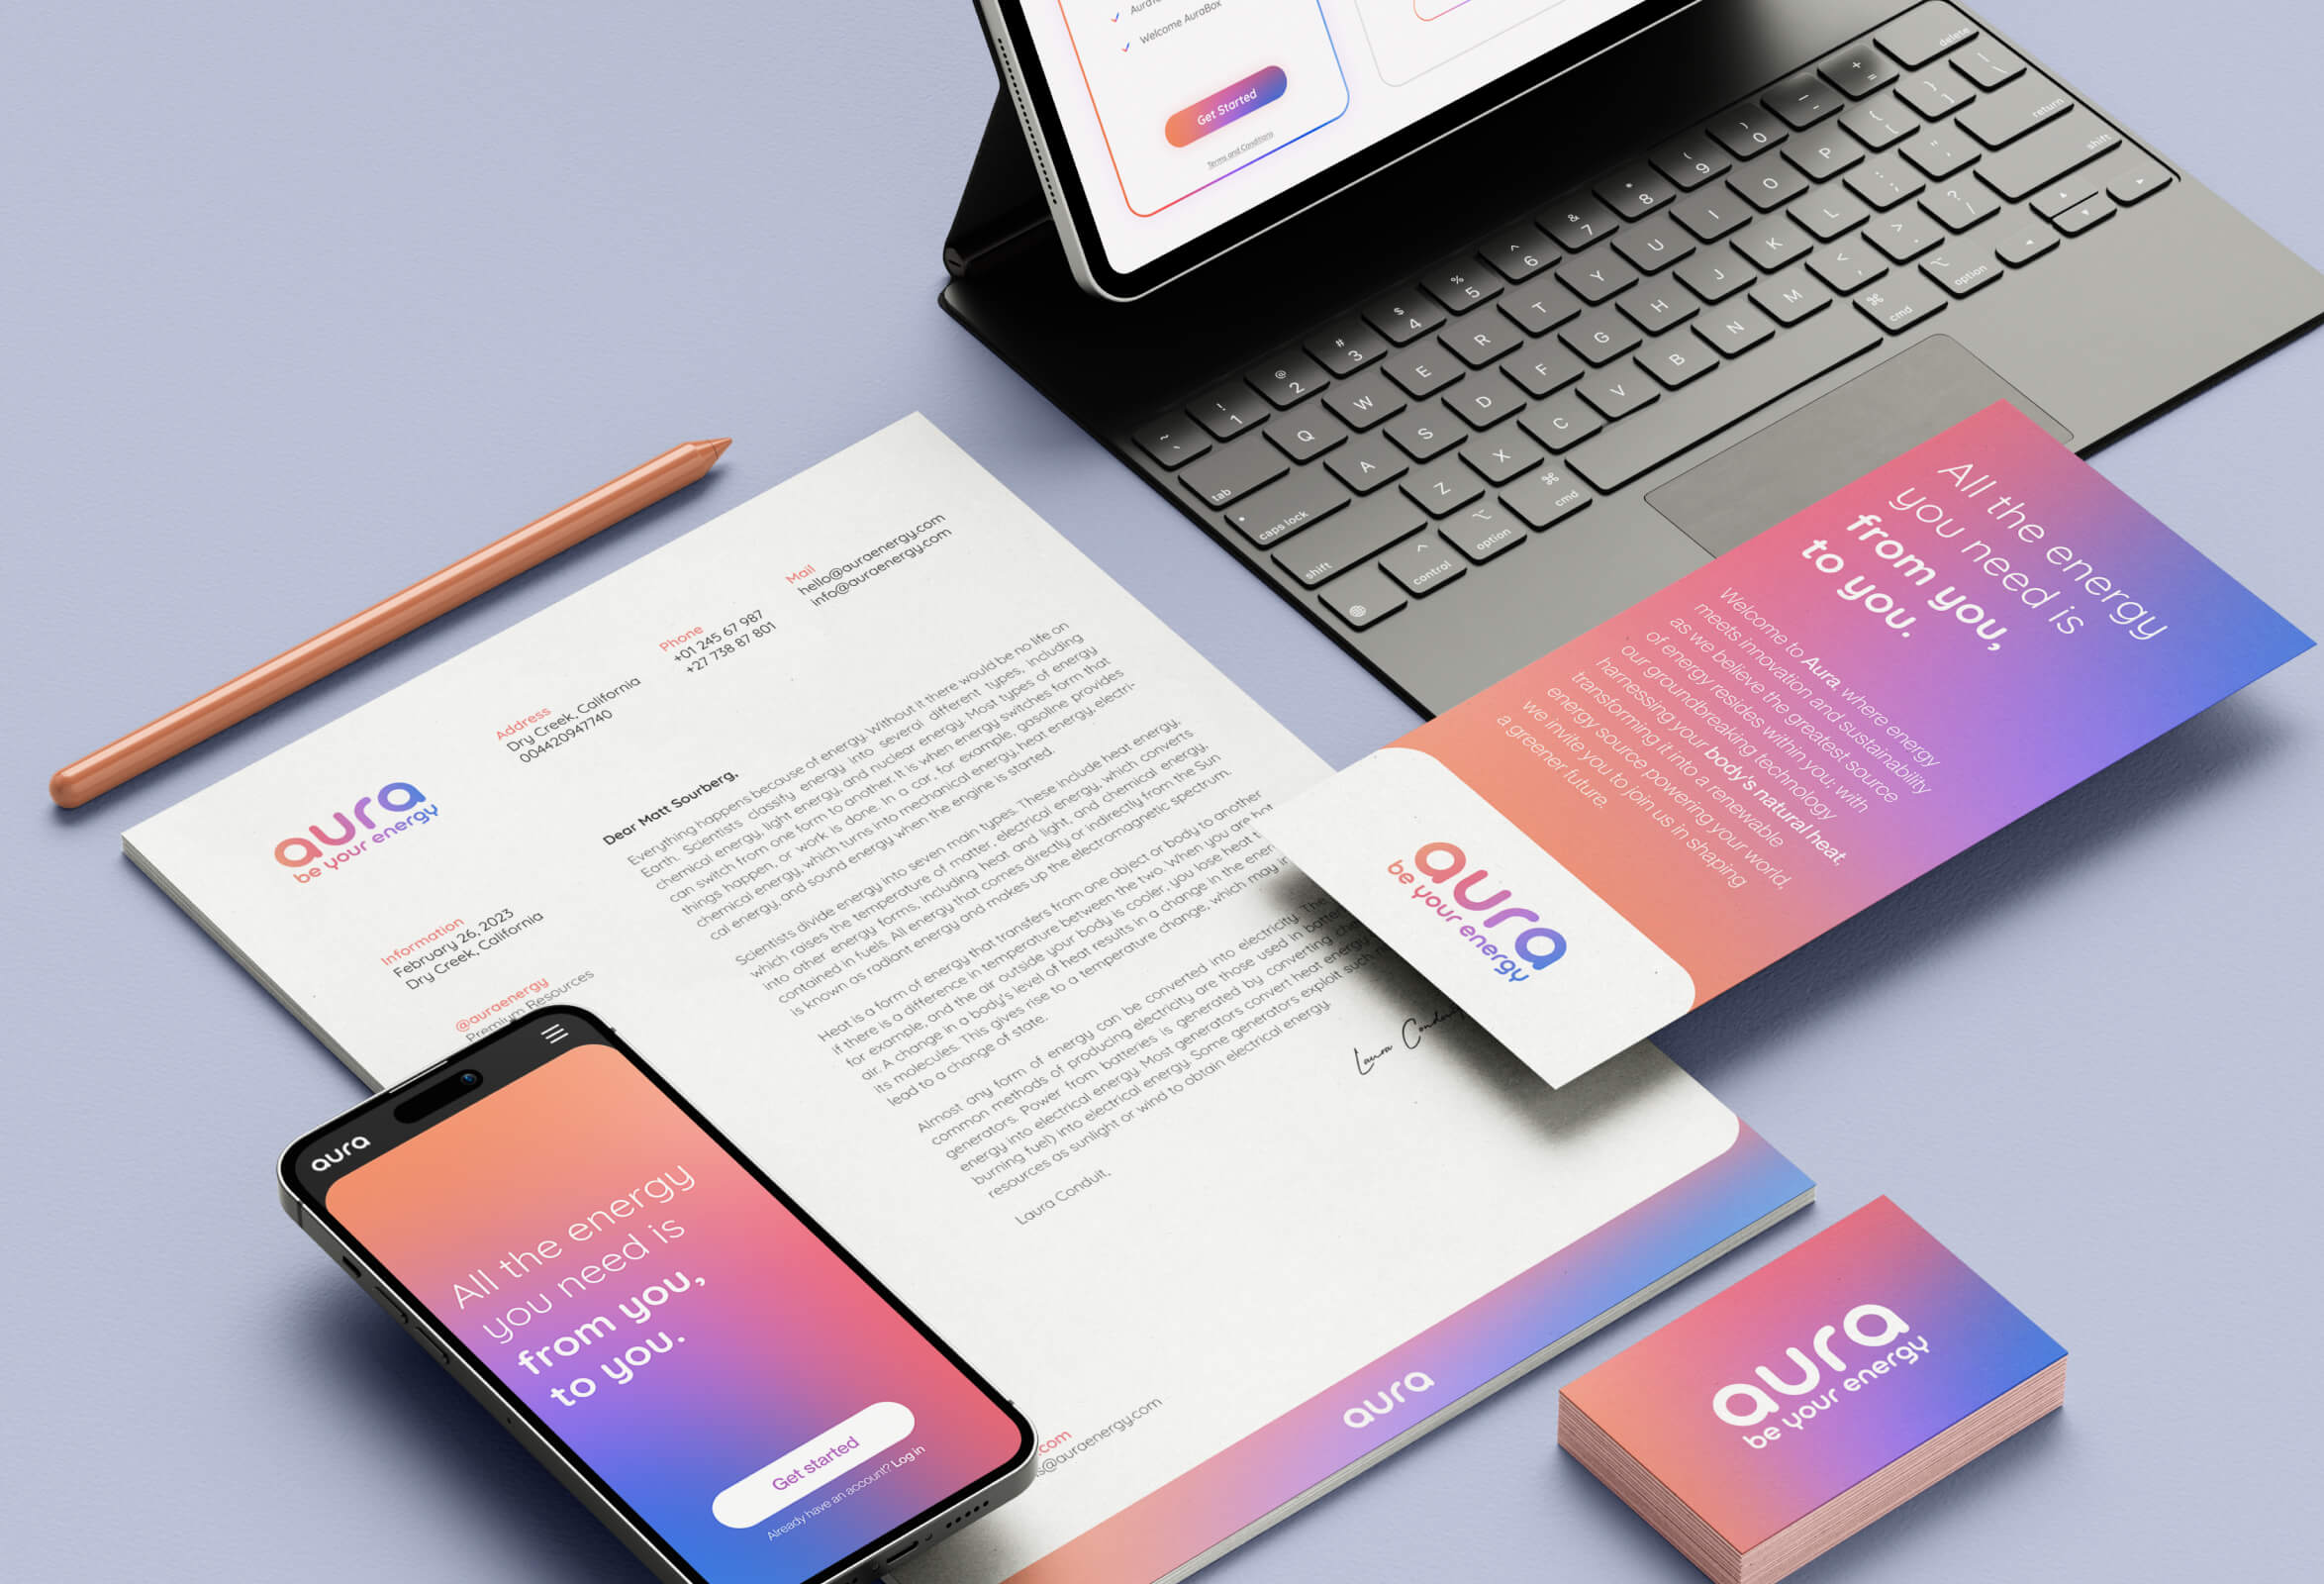 Welcome AuraBox
Get Started
Terms and Conditions
delete
+ =
_ -
) 0
( 9
* 8
& 7
^ 6
% 5
$ 4
# 3
@ 2
! 1
~ `
tab
Q W E R T Y U I O P { [ } ] | \
caps lock
A S D F G H J K L : ; " '
return
shift
Z X C V B N M < , > . ? /
shift
control
option
cmd
cmd
option
aura
be your energy
Address
Dry Creek, California
004420947740
Phone
+01 245 67 987
+27 738 87 801
Mail
hello@auraenergy.com
info@auraenergy.com
Information
February 26, 2023
Dry Creek, California
@auraenergy
Premium Resources
Dear Matt Sourberg,
Everything happens because of energy. Without it there would be no life on
Earth. Scientists classify energy into several different types, including
chemical energy, light energy, and nuclear energy. Most types of energy
can switch from one form to another. It is when energy switches form that
things happen, or work is done. In a car, for example, gasoline provides
chemical energy, which turns into mechanical energy, heat energy, electri-
cal energy, and sound energy when the engine is started.
Scientists divide energy into seven main types. These include heat energy,
which raises the temperature of matter, electrical energy, which converts
into other energy forms, including heat and light, and chemical energy,
contained in fuels. All energy that comes directly or indirectly from the Sun
is known as radiant energy and makes up the electromagnetic spectrum.
Heat is a form of energy that transfers from one object or body to another
if there is a difference in temperature between the two. When you are hot
for example, and the air outside your body is cooler, you lose heat t
air. A change in a body's level of heat results in a change in the ener
its molecules. This gives rise to a temperature change, which may in
lead to a change of state.
Almost any form of energy can be converted into electricity. The
common methods of producing electricity are those used in batter
generators. Power from batteries is generated by converting che
energy into electrical energy. Most generators convert heat energy
burning fuel) into electrical energy. Some generators exploit such n
resources as sunlight or wind to obtain electrical energy.
Laura Conduit,
Laura Condu
.com
s@auraenergy.com
aura
All the energy
you need is
from you,
to you.
Welcome to Aura, where energy
meets innovation and sustainability
as we believe the greatest source
of energy resides within you; with
our groundbreaking technology
harnessing your body's natural heat,
transforming it into a renewable
energy source powering your world,
we invite you to join us in shaping
a greener future.
aura
be your energy
aura
All the energy
you need is
from you,
to you.
Get started
Already have an account? Log in
aura
be your energy